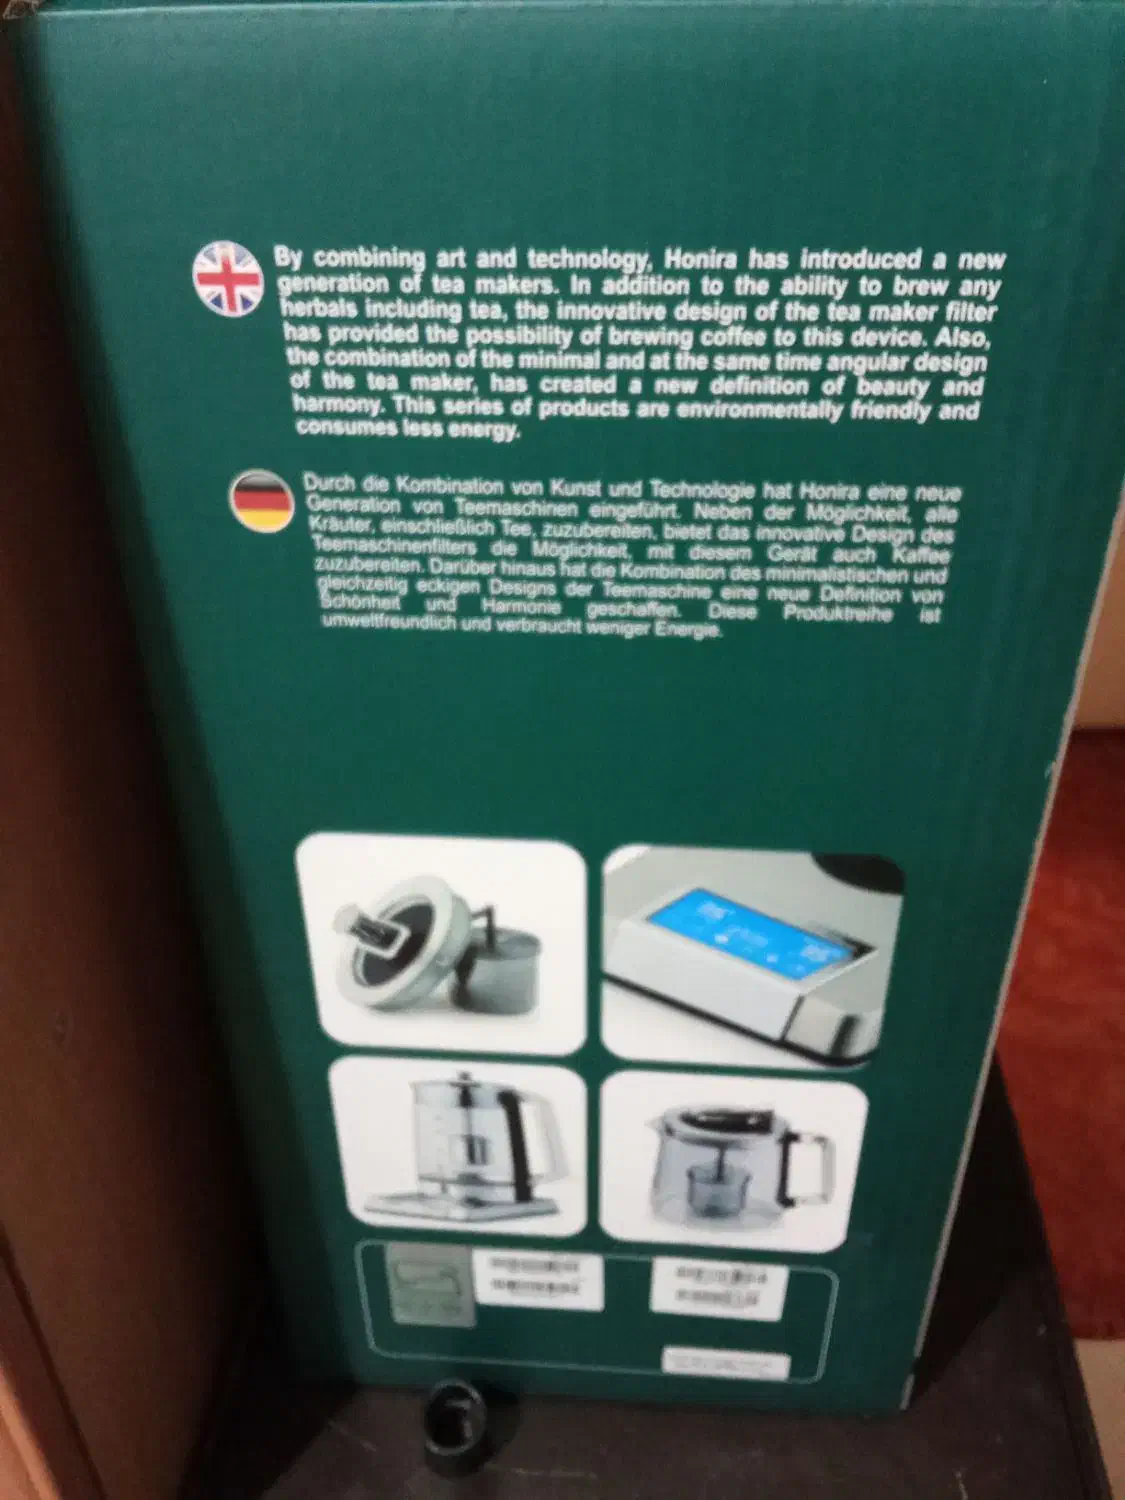 By combining art and technology, Honira has introduced a new
generation of tea makers. In addition to the ability to brew any
herbals including tea, the innovative design of the tea maker filter
has provided the possibility of brewing coffee to this device. Also,
the combination of the minimal and at the same time angular design
of the tea maker, has created a new definition of beauty and
harmony. This series of products are environmentally friendly and
consumes less energy.
Durch die Kombination von Kunst und Technologie hat Honira eine neue
Generation von Teemaschinen eingeführt. Neben der Möglichkeit, alle
Kräuter, einschließlich Tee, zuzubereiten, bietet das innovative Design des
Teemaschinenfilters die Möglichkeit, mit diesem Gerät auch Kaffee
zuzubereiten. Darüber hinaus hat die Kombination des minimalistischen und
gleichzeitig eckigen Designs der Teemaschine eine neue Definition von
Schönheit und Harmonie geschaffen. Diese Produktreihe ist
umweltfreundlich und verbraucht weniger Energie.